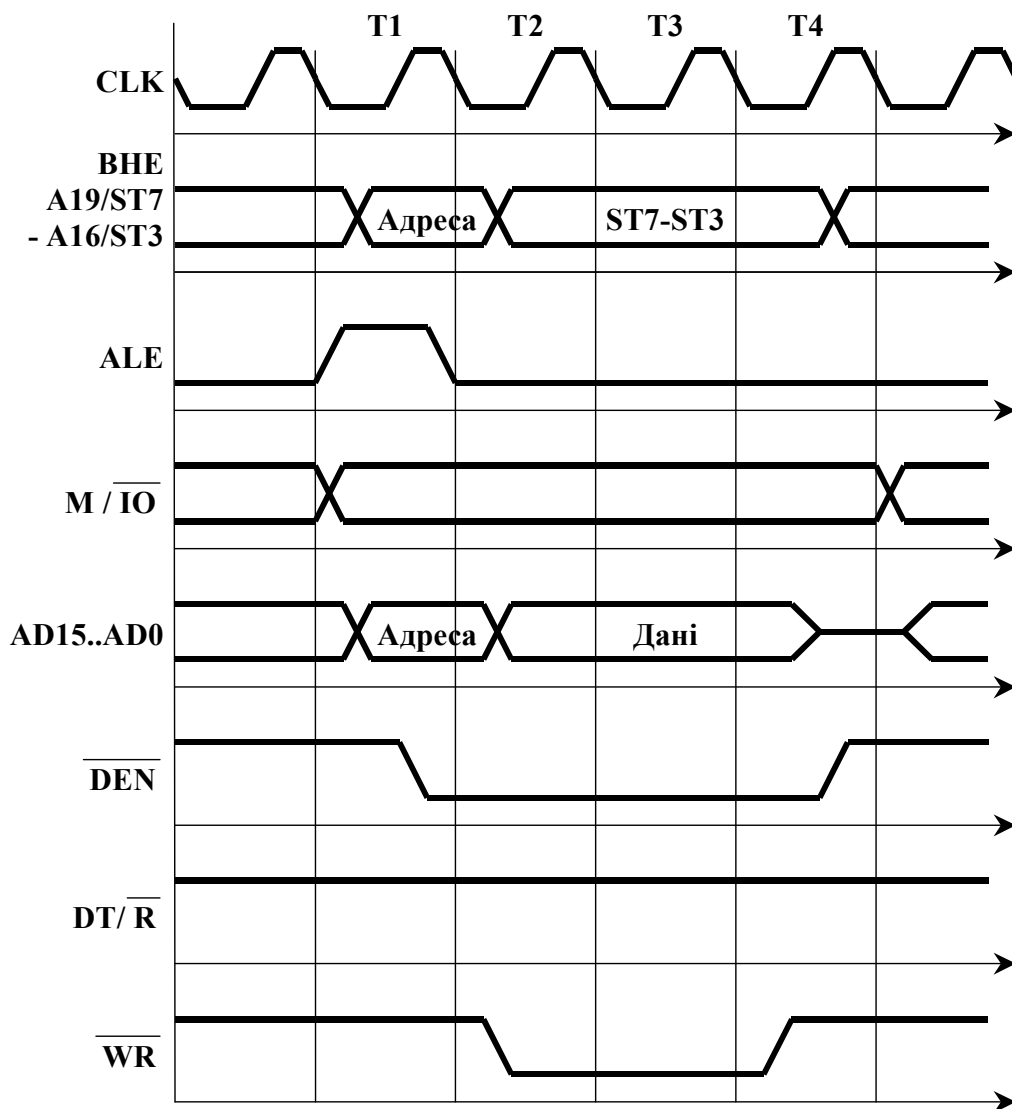 T1 T2 T3 T4
CLK
BHE
A19/ST7
- A16/ST3
Адреса ST7-ST3
ALE
M / IO
AD15..AD0 Адреса Дані
DEN
DT/ R
WR